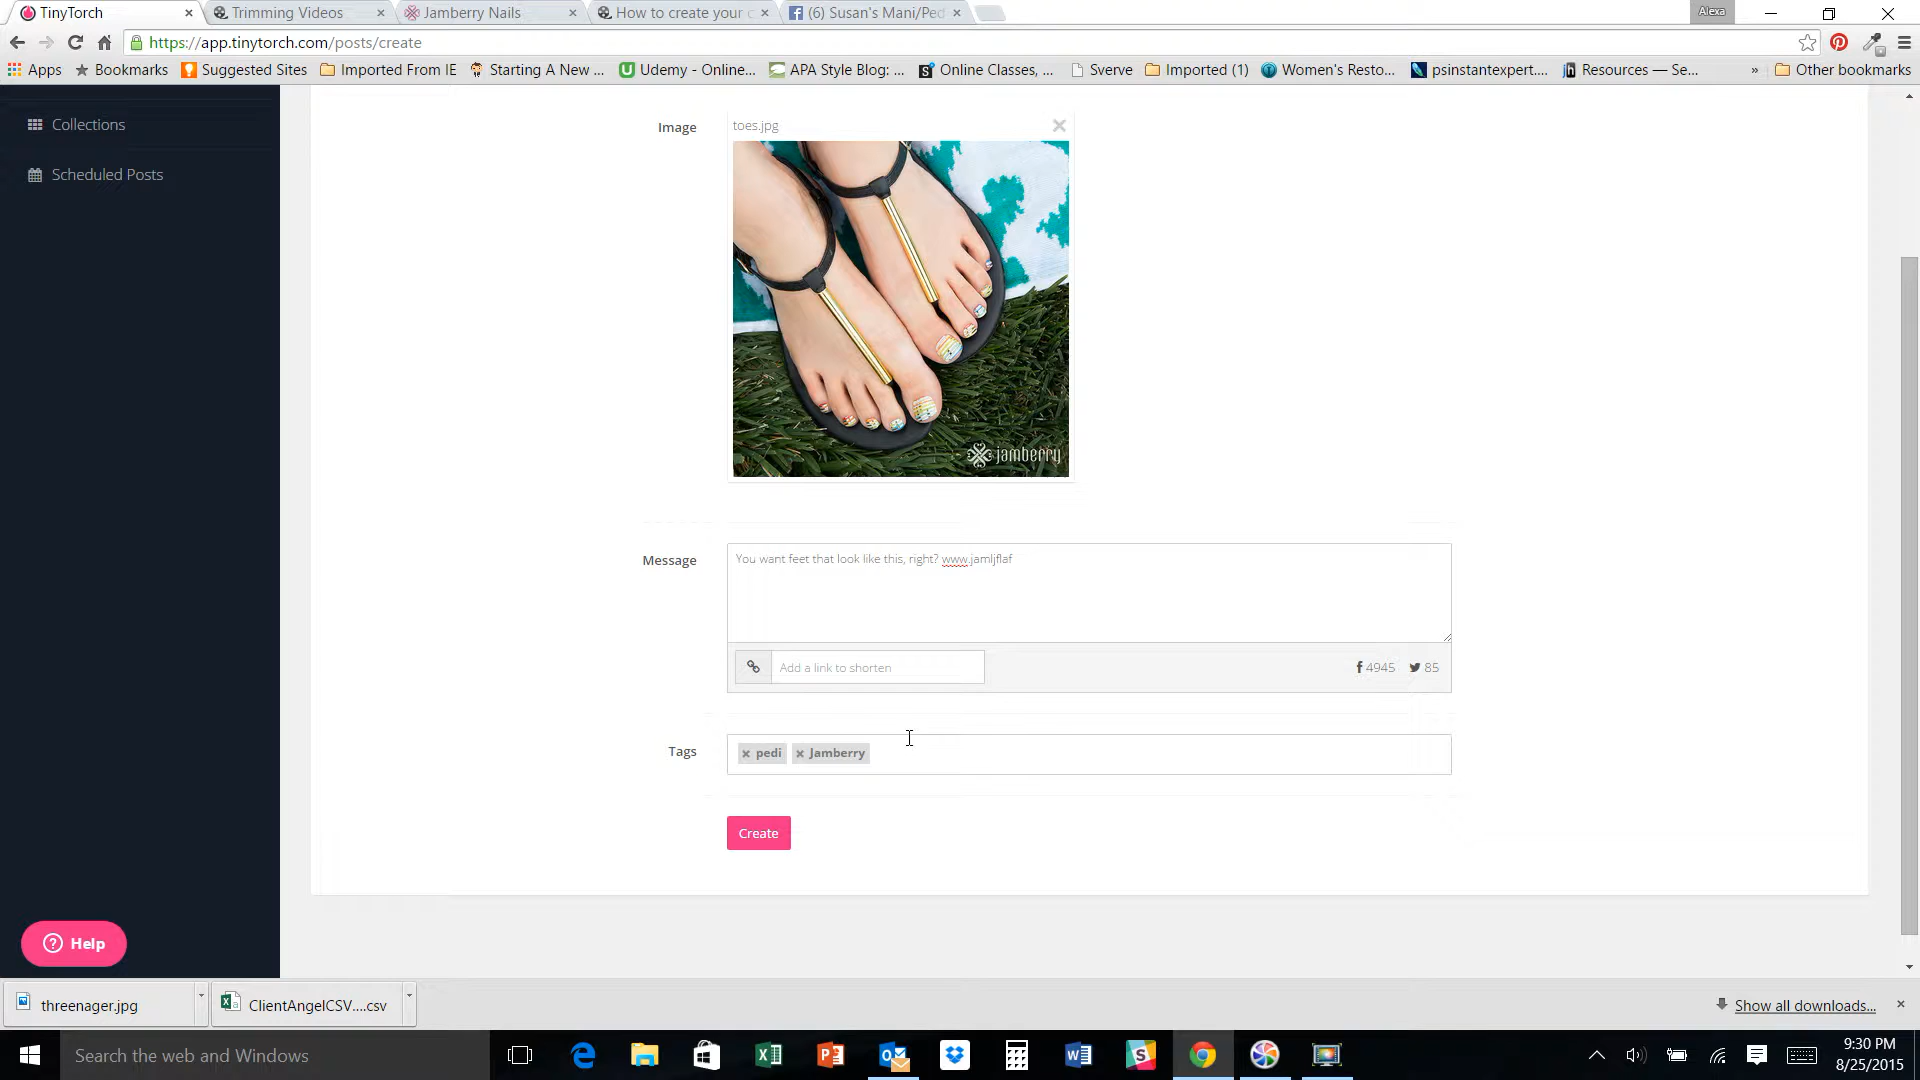 TinyTorch
Trimming Videos
Jamberry Nails
How to create your c
(6) Susan's Mani/Ped
Alexa
https://app.tinytorch.com/posts/create
Apps
Bookmarks
Suggested Sites
Imported From IE
Starting A New ...
Udemy - Online...
APA Style Blog: ...
Online Classes, ...
Sverve
Imported (1)
Women's Resto...
psinstantexpert....
Resources — Se...
»
Other bookmarks
Collections
Scheduled Posts
Image
toes.jpg
jamberry
Message
You want feet that look like this, right? www.jamljflaf
Add a link to shorten
4945
85
Tags
pedi
Jamberry
Create
Help
threenager.jpg
ClientAngelCSV....csv
Show all downloads...
Search the web and Windows
9:30 PM
8/25/2015